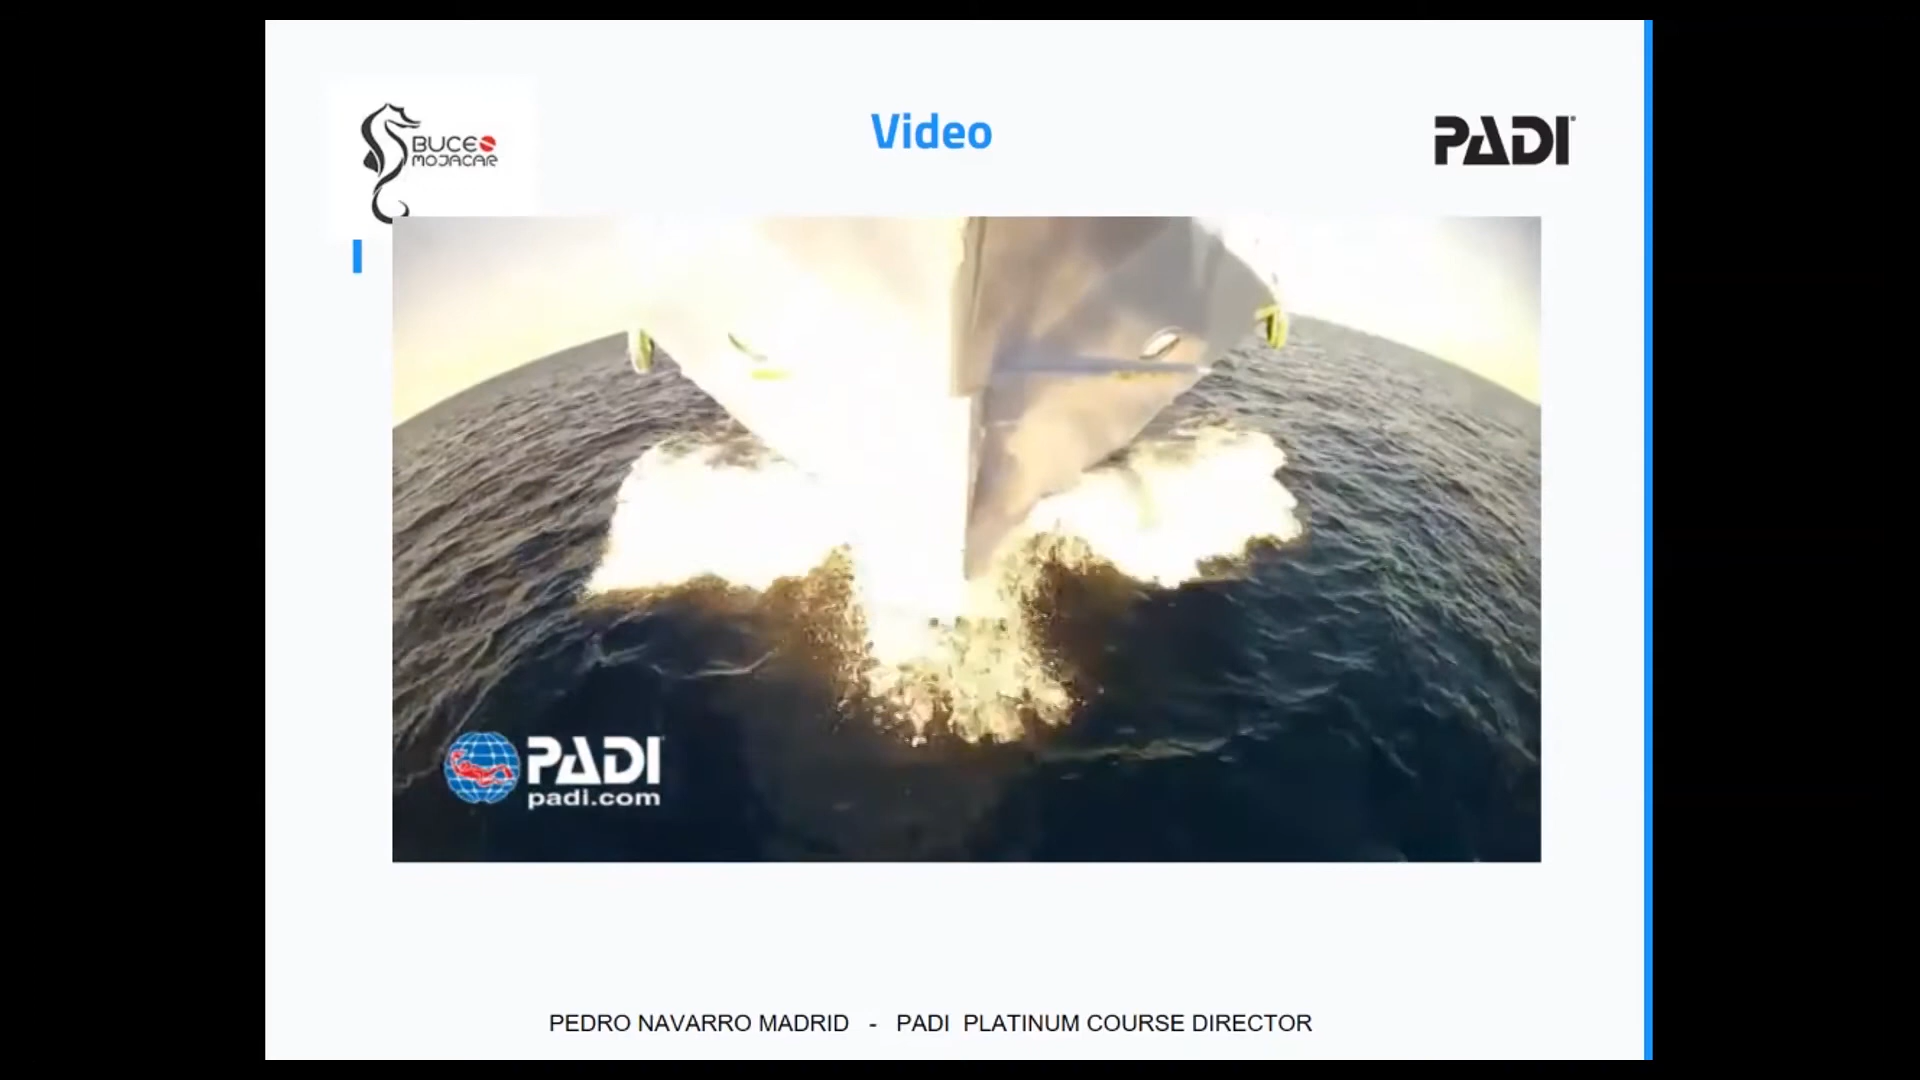 BUCEO
MOJACAR
Video
PADI
PADI
padi.com
PEDRO NAVARRO MADRID - PADI PLATINUM COURSE DIRECTOR